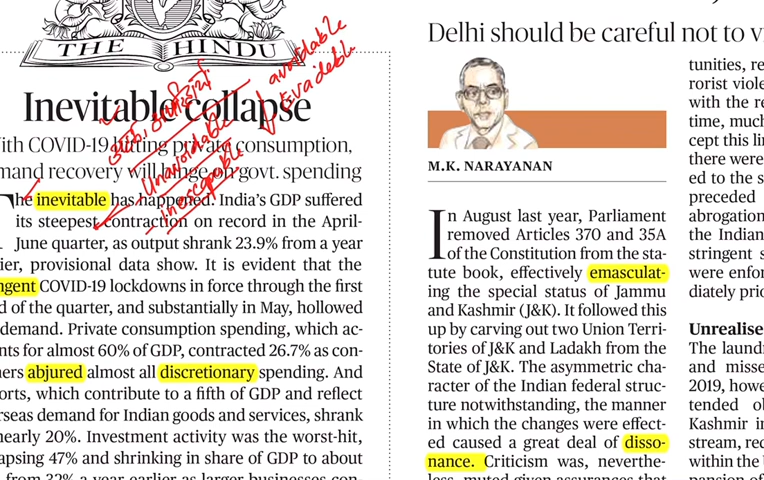 THE HINDU
Inevitable collapse
ith COVID-19 hitting private consumption,
mand recovery will hinge on govt. spending
he inevitable has happened. India's GDP suffered
its steepest contraction on record in the April-
June quarter, as output shrank 23.9% from a year
ier, provisional data show. It is evident that the
ngent COVID-19 lockdowns in force through the first
d of the quarter, and substantially in May, hollowed
demand. Private consumption spending, which ac-
nts for almost 60% of GDP, contracted 26.7% as con-
ers abjured almost all discretionary spending. And
orts, which contribute to a fifth of GDP and reflect
rseas demand for Indian goods and services, shrank
nearly 20%. Investment activity was the worst-hit,
apsing 47% and shrinking in share of GDP to about
from 32% a year earlier as larger businesses con-
Unavoidable
inescapable
avoidable
Evadeble
Delhi should be careful not to vi
M.K. NARAYANAN
In August last year, Parliament
removed Articles 370 and 35A
of the Constitution from the sta-
tute book, effectively emasculat-
ing the special status of Jammu
and Kashmir (J&K). It followed this
up by carving out two Union Terri-
tories of J&K and Ladakh from the
State of J&K. The asymmetric cha-
racter of the Indian federal struc-
ture notwithstanding, the manner
in which the changes were effect-
ed caused a great deal of disso-
nance. Criticism was, neverthe-
less, muted given assurances that
tunities, re
rorist violen
with the re
time, much
cept this lin
there were
ed to the s
preceded
abrogation
the Indian
stringent s
were enfor
diately prio
Unrealise
The laund
and misse
2019, howe
tended ob
Kashmir i
stream, rec
within the U
pansion of